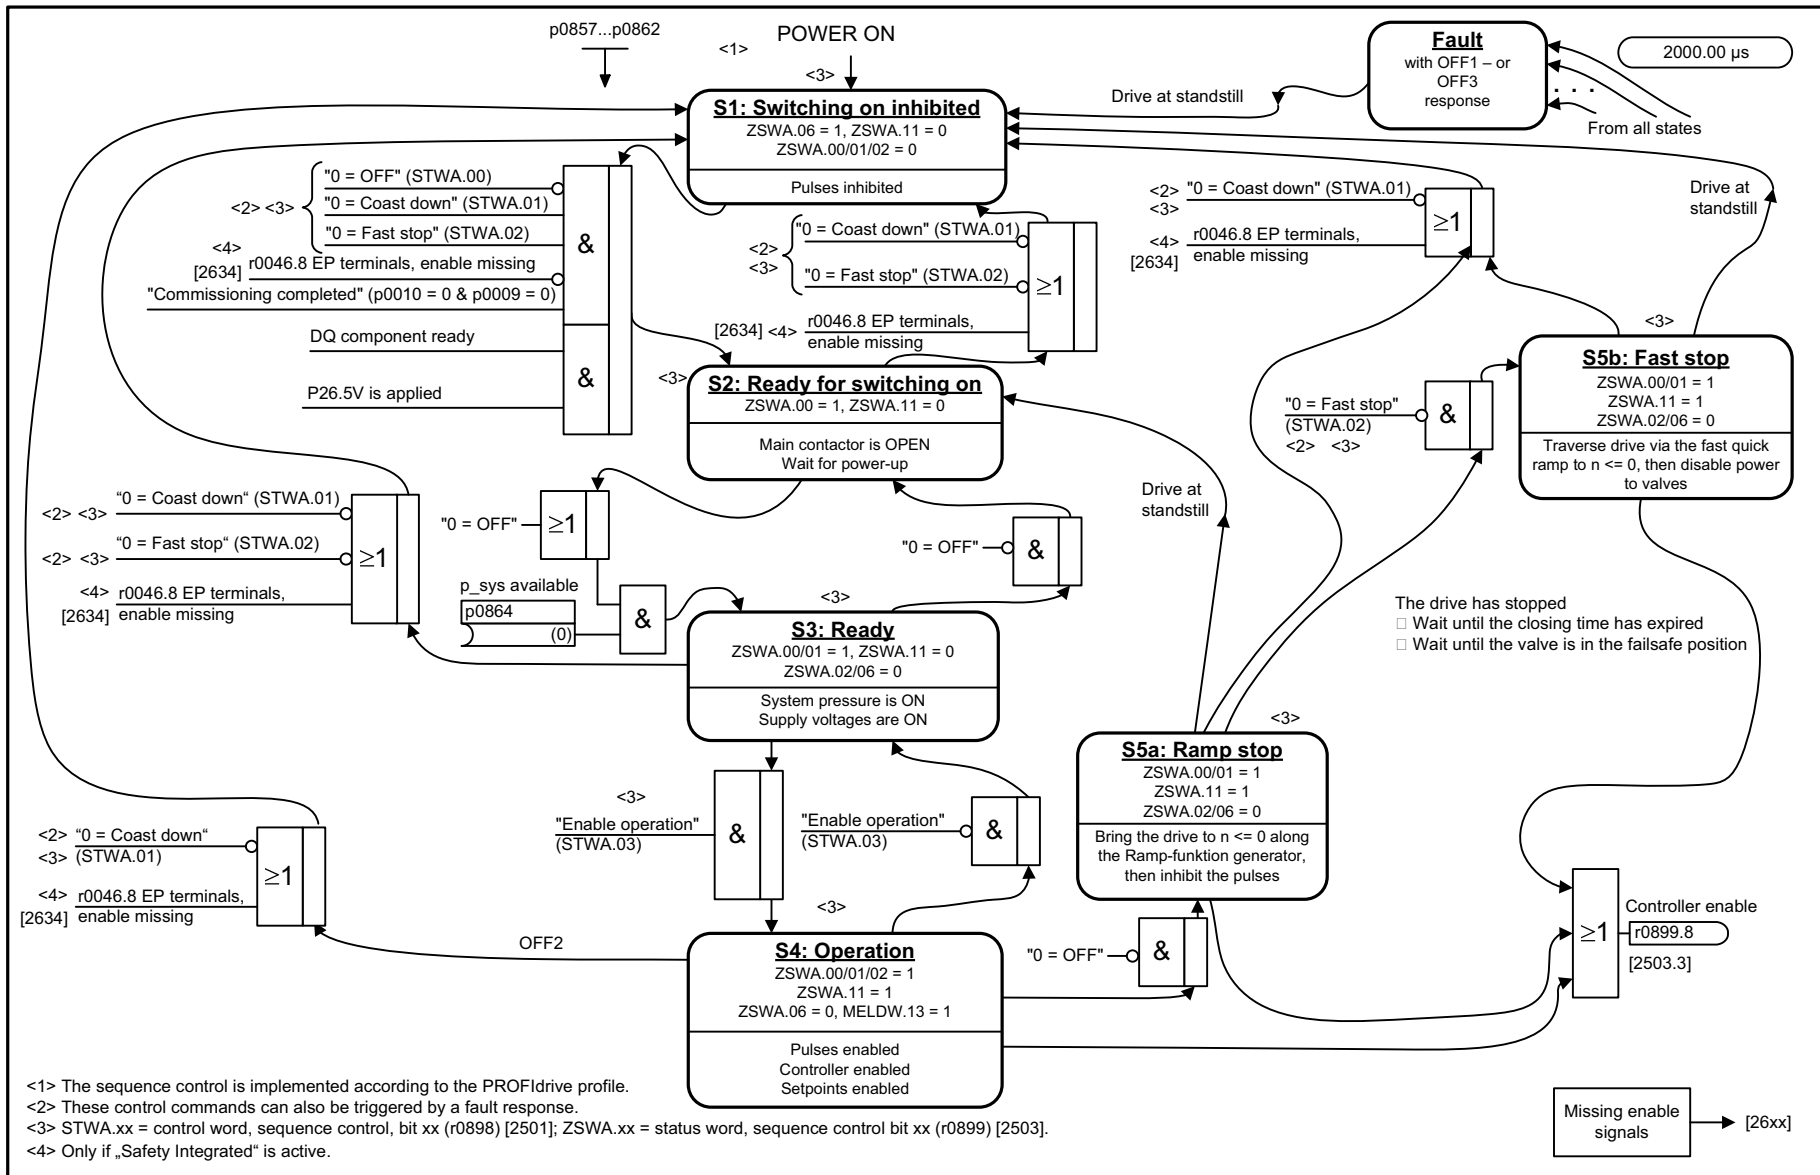 p0857...p0862
POWER ON
<1>
<3>
Fault
with OFF1 – or
OFF3
response
2000.00 µs
. . .
From all states
Drive at standstill
S1: Switching on inhibited
ZSWA.06 = 1, ZSWA.11 = 0
ZSWA.00/01/02 = 0
Pulses inhibited
"0 = OFF" (STWA.00)
"0 = Coast down" (STWA.01)
<2> <3>
"0 = Fast stop" (STWA.02)
<4>
[2634]
r0046.8 EP terminals, enable missing
"Commissioning completed" (p0010 = 0 & p0009 = 0)
DQ component ready
P26.5V is applied
&
&
"0 = Coast down" (STWA.01)
<2>
<3>
"0 = Fast stop" (STWA.02)
≥1
[2634] <4> r0046.8 EP terminals,
enable missing
<2>
<3>
"0 = Coast down" (STWA.01)
<4>
[2634]
r0046.8 EP terminals,
enable missing
≥1
Drive at
standstill
<3>
S2: Ready for switching on
ZSWA.00 = 1, ZSWA.11 = 0
Main contactor is OPEN
Wait for power-up
<3>
S5b: Fast stop
ZSWA.00/01 = 1
ZSWA.11 = 1
ZSWA.02/06 = 0
Traverse drive via the fast quick
ramp to n <= 0, then disable power
to valves
"0 = Fast stop"
(STWA.02)
<2> <3>
&
“0 = Coast down“ (STWA.01)
<2> <3>
“0 = Fast stop“ (STWA.02)
<2> <3>
<4>
[2634]
r0046.8 EP terminals,
enable missing
≥1
"0 = OFF"
≥1
"0 = OFF"
&
Drive at
standstill
p_sys available
p0864
(0)
&
<3>
S3: Ready
ZSWA.00/01 = 1, ZSWA.11 = 0
ZSWA.02/06 = 0
System pressure is ON
Supply voltages are ON
The drive has stopped
□ Wait until the closing time has expired
□ Wait until the valve is in the failsafe position
<3>
S5a: Ramp stop
ZSWA.00/01 = 1
ZSWA.11 = 1
ZSWA.02/06 = 0
Bring the drive to n <= 0 along
the Ramp-funktion generator,
then inhibit the pulses
<3>
"Enable operation"
(STWA.03)
&
"Enable operation"
(STWA.03)
&
<2>
<3>
“0 = Coast down“
(STWA.01)
<4>
[2634]
r0046.8 EP terminals,
enable missing
≥1
OFF2
<3>
S4: Operation
ZSWA.00/01/02 = 1
ZSWA.11 = 1
ZSWA.06 = 0, MELDW.13 = 1
Pulses enabled
Controller enabled
Setpoints enabled
"0 = OFF"
&
≥1
Controller enable
r0899.8
[2503.3]
<1> The sequence control is implemented according to the PROFIdrive profile.
<2> These control commands can also be triggered by a fault response.
<3> STWA.xx = control word, sequence control, bit xx (r0898) [2501]; ZSWA.xx = status word, sequence control bit xx (r0899) [2503].
<4> Only if „Safety Integrated“ is active.
Missing enable
signals
[26xx]